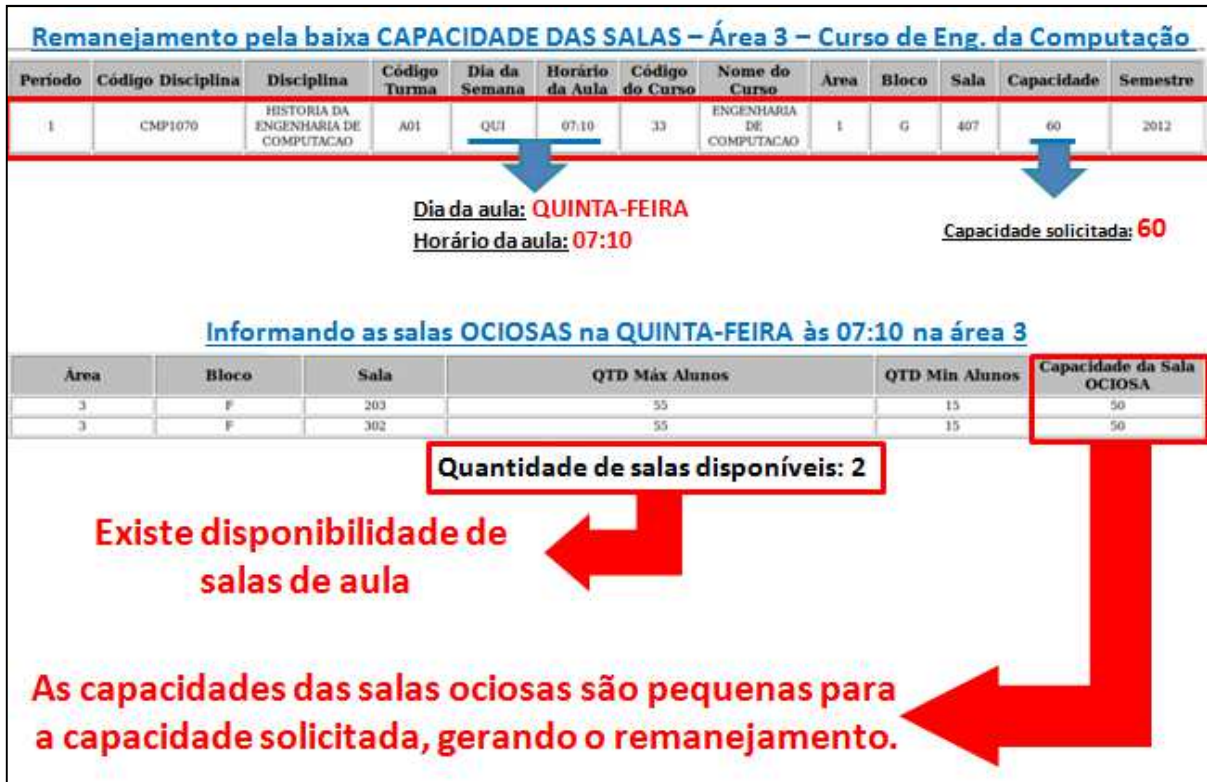 Remanejamento pela baixa CAPACIDADE DAS SALAS – Área 3 – Curso de Eng. da Computação
Período Código Disciplina Disciplina Código Turma Dia da Semana Horário da Aula Código do Curso Nome do Curso Área Bloco Sala Capacidade Semestre
1 CMP1070 HISTORIA DA ENGENHARIA DE COMPUTACAO A01 QUI 07:10 33 ENGENHARIA DE COMPUTACAO 1 G 407 60 2012
Dia da aula: QUINTA-FEIRA
Horário da aula: 07:10
Capacidade solicitada: 60
Informando as salas OCIOSAS na QUINTA-FEIRA às 07:10 na área 3
Área Bloco Sala QTD Máx Alunos QTD Min Alunos Capacidade da Sala OCIOSA
3 F 203 55 15 50
3 F 302 55 15 50
Quantidade de salas disponíveis: 2
Existe disponibilidade de
salas de aula
As capacidades das salas ociosas são pequenas para
a capacidade solicitada, gerando o remanejamento.